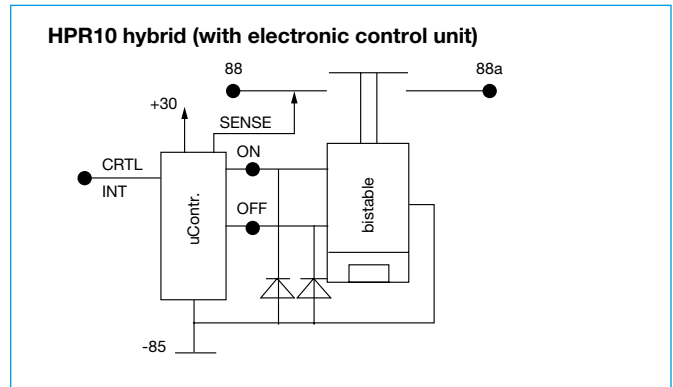 HPR10 hybrid (with electronic control unit)
88
88a
+30
SENSE
ON
CRTL
INT
OFF
uContr.
bistable
-85